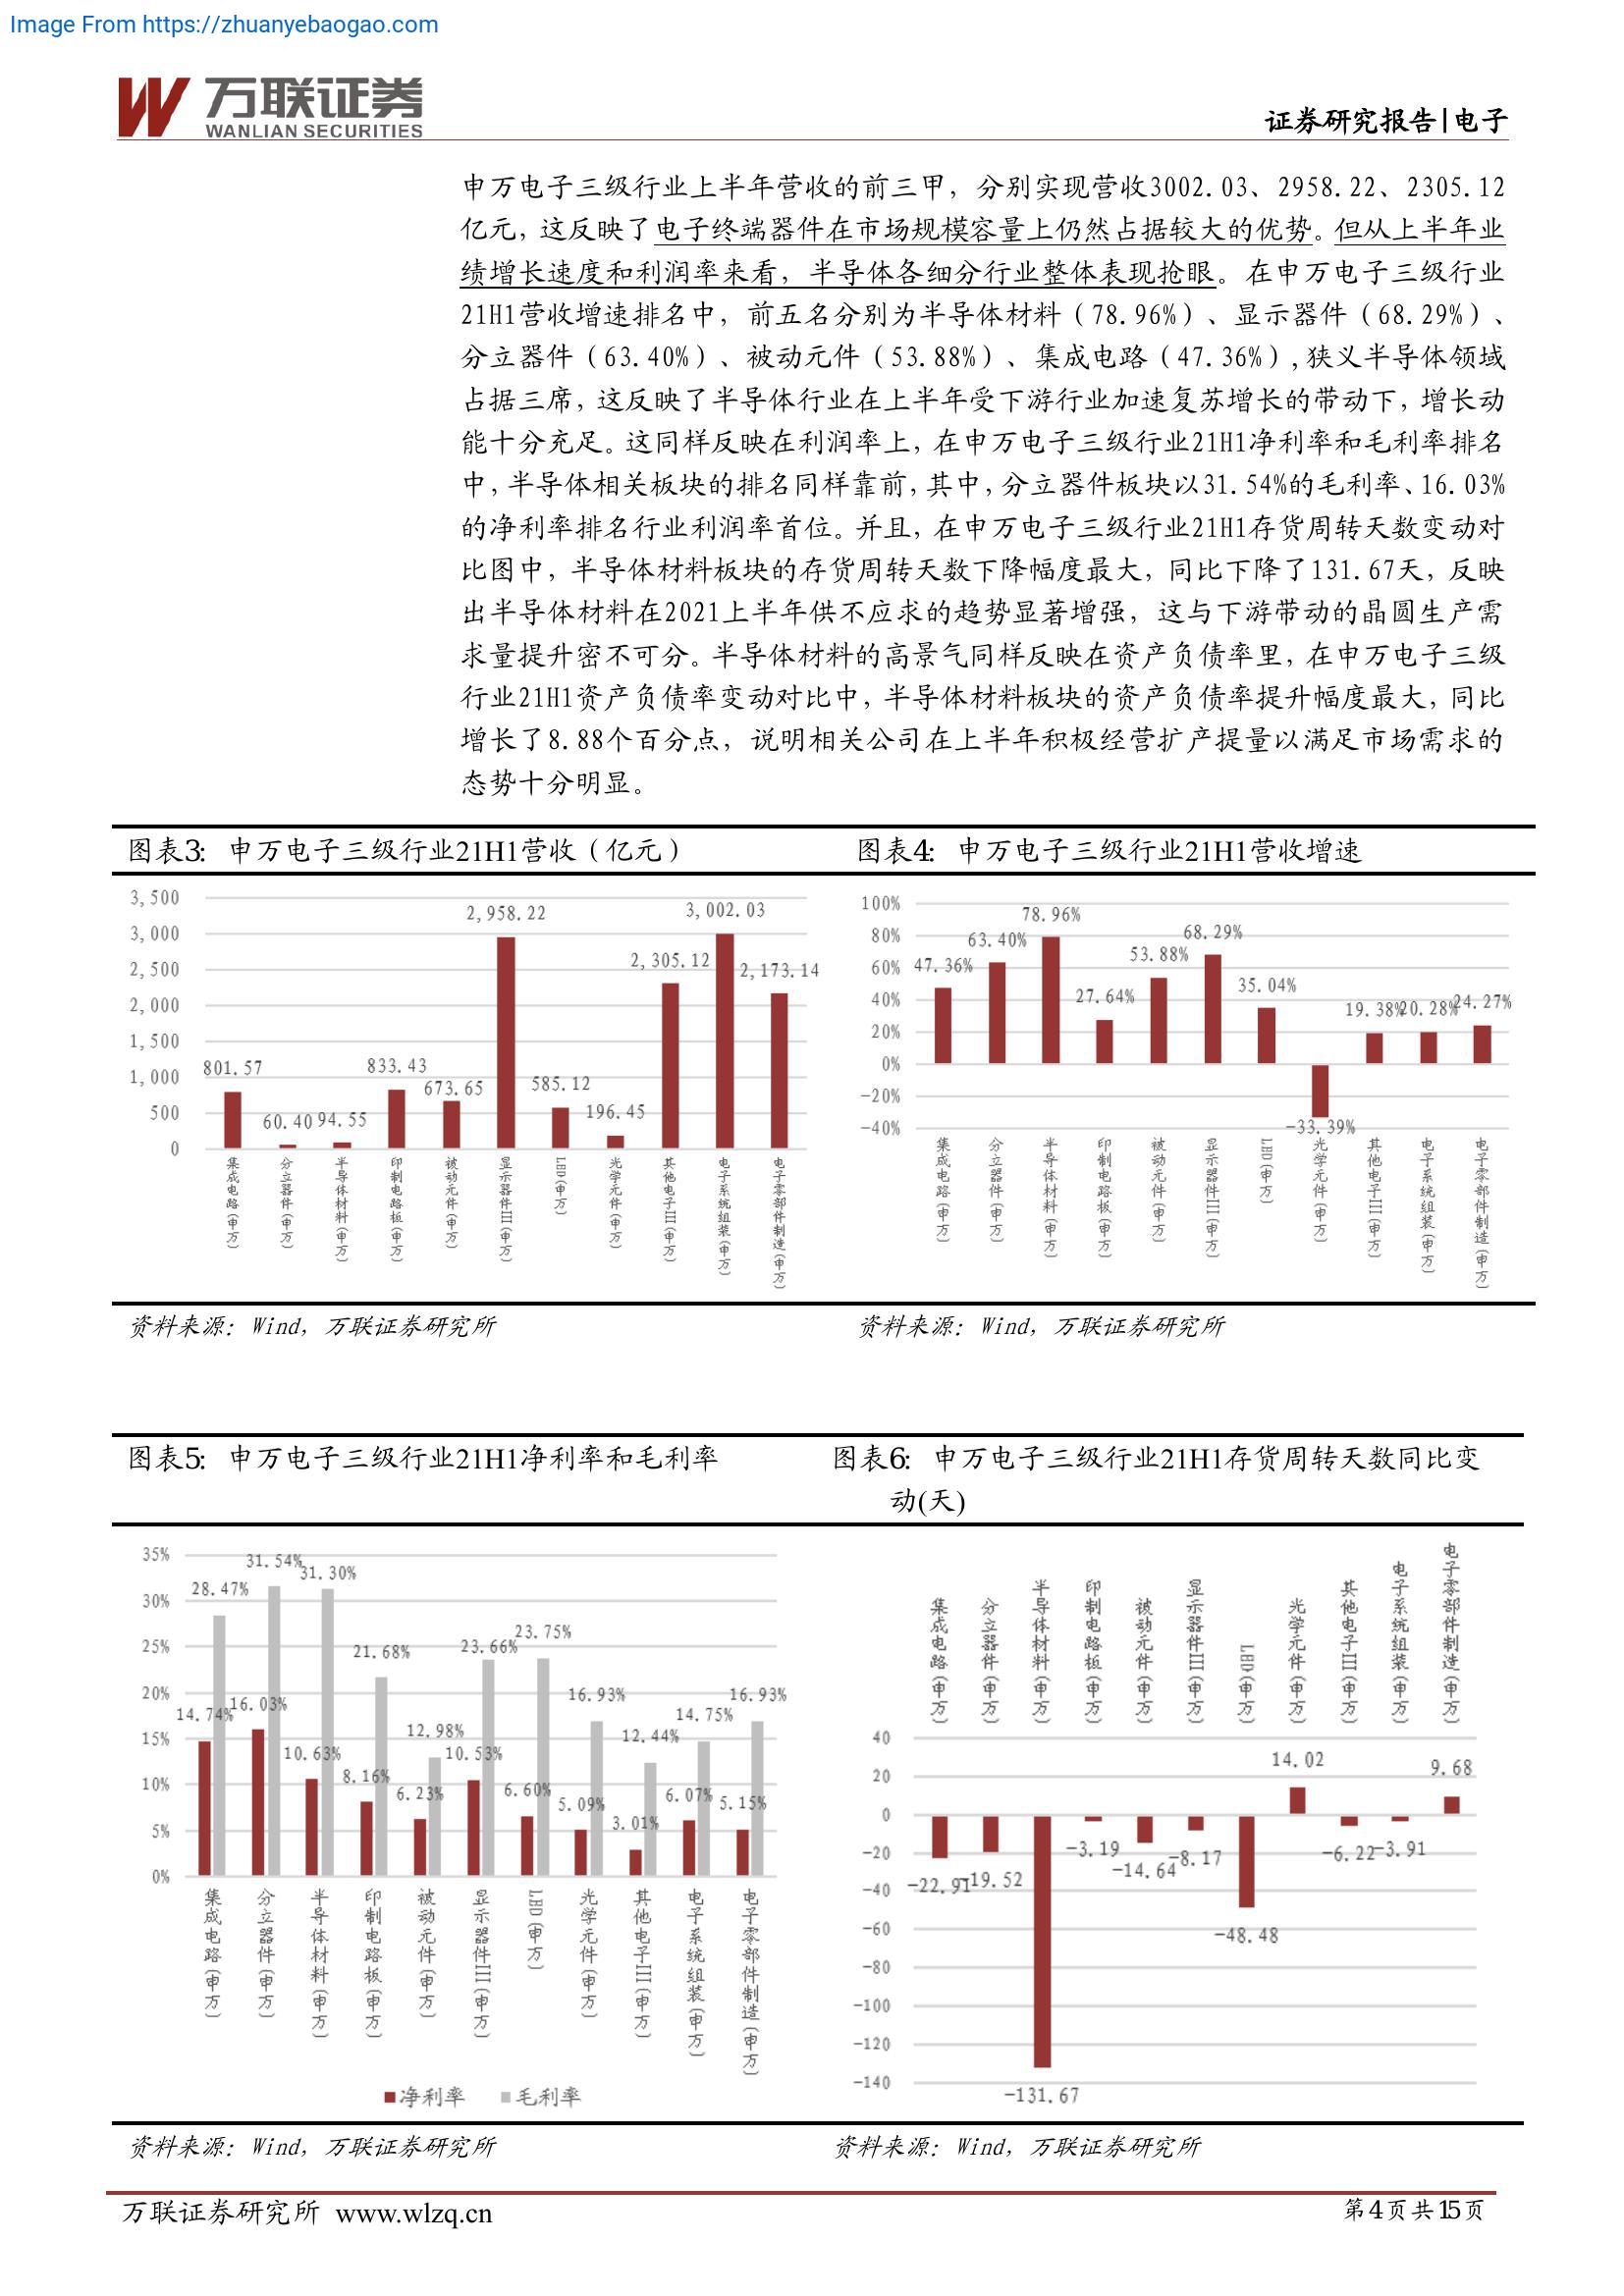 Image From https://zhuanyebaogao.com
万联证券
WANLIAN SECURITIES
证券研究报告|电子
申万电子三级行业上半年营收的前三甲，分别实现营收3002.03、2958.22、2305.12
亿元，这反映了电子终端器件在市场规模容量上仍然占据较大的优势。但从上半年业
绩增长速度和利润率来看，半导体各细分行业整体表现抢眼。在申万电子三级行业
21H1营收增速排名中，前五名分别为半导体材料（78.96%）、显示器件（68.29%）、
分立器件（63.40%）、被动元件（53.88%）、集成电路（47.36%）,狭义半导体领域
占据三席，这反映了半导体行业在上半年受下游行业加速复苏增长的带动下，增长动
能十分充足。这同样反映在利润率上，在申万电子三级行业21H1净利率和毛利率排名
中，半导体相关板块的排名同样靠前，其中，分立器件板块以31.54%的毛利率、16.03%
的净利率排名行业利润率首位。并且，在申万电子三级行业21H1存货周转天数变动对
比图中，半导体材料板块的存货周转天数下降幅度最大，同比下降了131.67天，反映
出半导体材料在2021上半年供不应求的趋势显著增强，这与下游带动的晶圆生产需
求量提升密不可分。半导体材料的高景气同样反映在资产负债率里，在申万电子三级
行业21H1资产负债率变动对比中，半导体材料板块的资产负债率提升幅度最大，同比
增长了8.88个百分点，说明相关公司在上半年积极经营扩产提量以满足市场需求的
态势十分明显。
图表3: 申万电子三级行业21H1营收（亿元）
3,500
3,000
2,500
2,000
1,500
1,000
500
0
801.57
60.40
94.55
833.43
673.65
2,958.22
585.12
196.45
2,305.12
3,002.03
2,173.14
集成电路(申万)
分立器件(申万)
半导体材料(申万)
印制电路板(申万)
被动元件(申万)
显示器件III(申万)
LED(申万)
光学元件(申万)
其他电子III(申万)
电子系统组装(申万)
电子零部件制造(申万)
资料来源: Wind, 万联证券研究所
图表4: 申万电子三级行业21H1营收增速
100%
80%
60%
40%
20%
0%
-20%
-40%
47.36%
63.40%
78.96%
27.64%
53.88%
68.29%
35.04%
-33.39%
19.38%
20.28%
24.27%
集成电路(申万)
分立器件(申万)
半导体材料(申万)
印制电路板(申万)
被动元件(申万)
显示器件III(申万)
LED(申万)
光学元件(申万)
其他电子III(申万)
电子系统组装(申万)
电子零部件制造(申万)
资料来源: Wind, 万联证券研究所
图表5: 申万电子三级行业21H1净利率和毛利率
35%
30%
25%
20%
15%
10%
5%
0%
28.47%
31.54%
31.30%
21.68%
12.98%
23.66%
23.75%
16.93%
12.44%
14.75%
16.93%
14.74%
16.03%
10.63%
8.16%
6.23%
10.53%
6.60%
5.09%
3.01%
6.07%
5.15%
集成电路(申万)
分立器件(申万)
半导体材料(申万)
印制电路板(申万)
被动元件(申万)
显示器件III(申万)
LED(申万)
光学元件(申万)
其他电子III(申万)
电子系统组装(申万)
电子零部件制造(申万)
净利率 毛利率
资料来源: Wind, 万联证券研究所
图表6: 申万电子三级行业21H1存货周转天数同比变
动(天)
集成电路(申万)
分立器件(申万)
半导体材料(申万)
印制电路板(申万)
被动元件(申万)
显示器件III(申万)
LED(申万)
光学元件(申万)
其他电子III(申万)
电子系统组装(申万)
电子零部件制造(申万)
40
20
0
-20
-40
-60
-80
-100
-120
-140
-22.91
-19.52
-131.67
-3.19
-14.64
-8.17
-48.48
14.02
-6.22
-3.91
9.68
资料来源: Wind, 万联证券研究所
万联证券研究所 www.wlzq.cn
第4页共15页